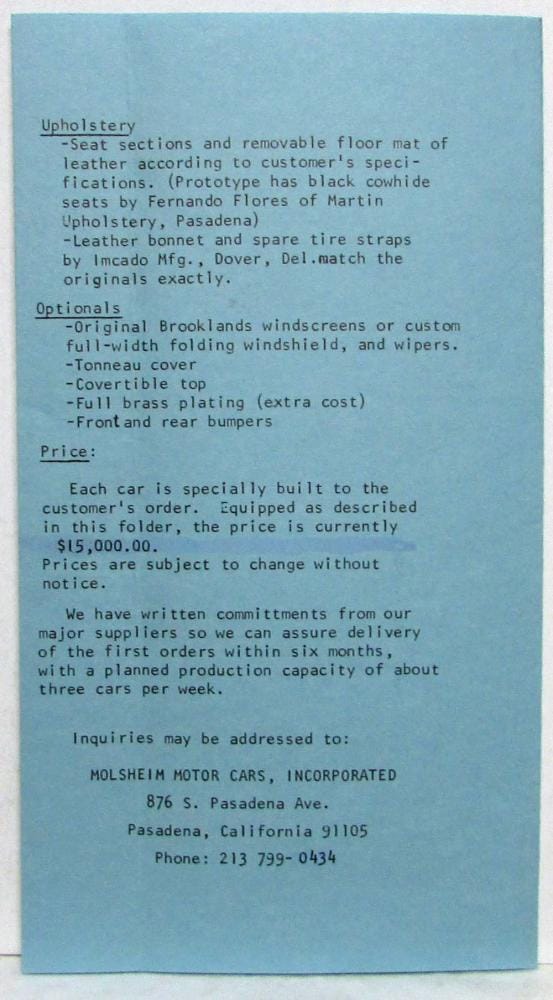 Upholstery
-Seat sections and removable floor mat of
leather according to customer's speci-
fications. (Prototype has black cowhide
seats by Fernando Flores of Martin
Upholstery, Pasadena)
-Leather bonnet and spare tire straps
by Imcado Mfg., Dover, Del.match the
originals exactly.
Optionals
-Original Brooklands windscreens or custom
full-width folding windshield, and wipers.
-Tonneau cover
-Covertible top
-Full brass plating (extra cost)
-Front and rear bumpers
Price:
Each car is specially built to the
customer's order. Equipped as described
in this folder, the price is currently
$15,000.00.
Prices are subject to change without
notice.
We have written committments from our
major suppliers so we can assure delivery
of the first orders within six months,
with a planned production capacity of about
three cars per week.
Inquiries may be addressed to:
MOLSHEIM MOTOR CARS, INCORPORATED
876 S. Pasadena Ave.
Pasadena, California 91105
Phone: 213 799-0434